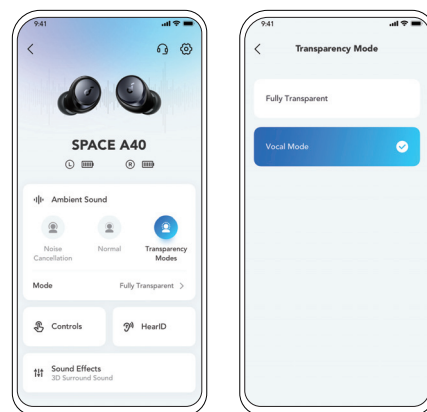 9:41
SPACE A40
L
R
Ambient Sound
Noise
Cancellation
Normal
Transparency
Modes
Mode
Fully Transparent
Controls
HearID
Sound Effects
3D Surround Sound
9:41
Transparency Mode
Fully Transparent
Vocal Mode